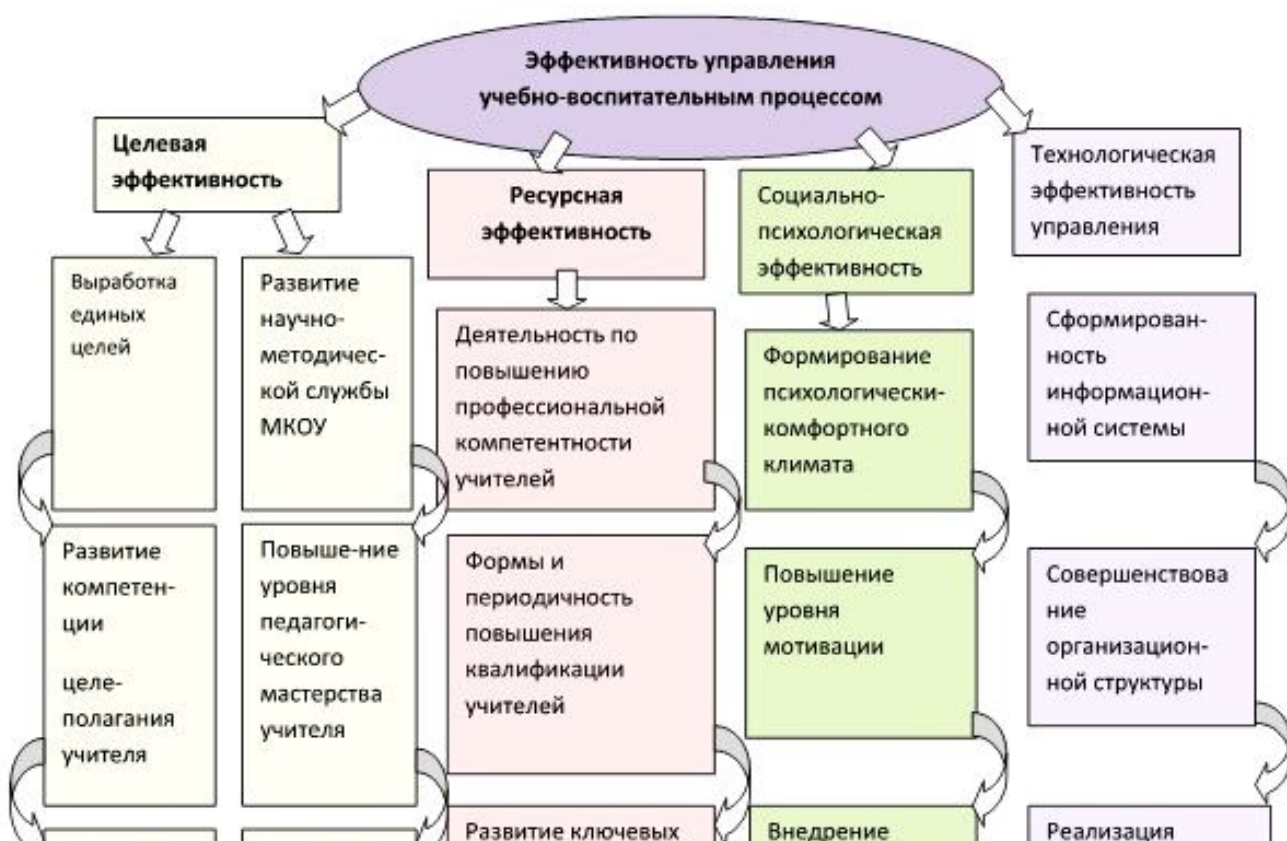 Эффективность управления
учебно-воспитательным процессом
Целевая
эффективность
Ресурсная
эффективность
Социально-
психологическая
эффективность
Технологическая
эффективность
управления
Выработка
единых
целей
Развитие
научно-
методичес-
кой службы
МКОУ
Деятельность по
повышению
профессиональной
компетентности
учителей
Формирование
психологически-
комфортного
климата
Сформирован-
ность
информацион-
ной системы
Развитие
компетен-
ции
целе-
полагания
учителя
Повыше-ние
уровня
педагоги-
ческого
мастерства
учителя
Формы и
периодичность
повышения
квалификации
учителей
Повышение
уровня
мотивации
Совершенствова
ние
организацион-
ной структуры
Развитие ключевых
Внедрение
Реализация